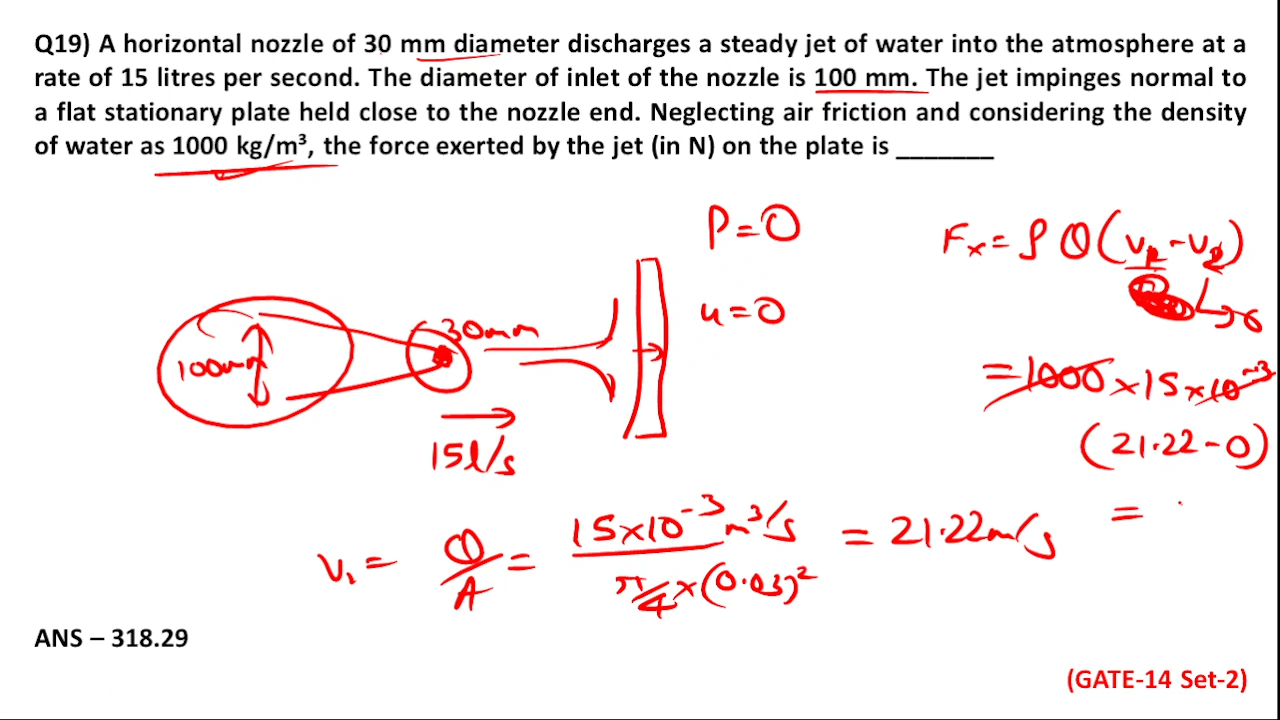 Q19) A horizontal nozzle of 30 mm diameter discharges a steady jet of water into the atmosphere at a
rate of 15 litres per second. The diameter of inlet of the nozzle is 100 mm. The jet impinges normal to
a flat stationary plate held close to the nozzle end. Neglecting air friction and considering the density
of water as 1000 kg/m³, the force exerted by the jet (in N) on the plate is _______
P=0
Fx = ρ Q (V1 - V2)
↳0
30mm
u=0
100mm
= 1000 × 15 × 10⁻³
(21.22 - 0)
15l/s
=
V1 = Q/A = 15×10⁻³ m³/s / π/4 × (0.03)² = 21.22 m/s
ANS – 318.29
(GATE-14 Set-2)